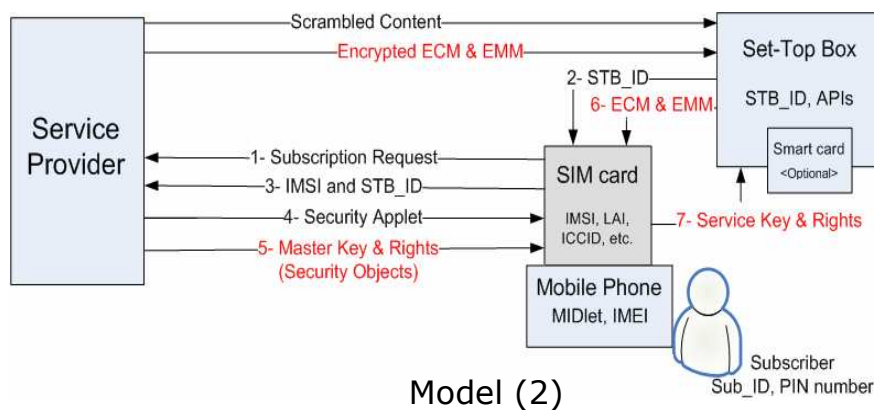 Scrambled Content
Encrypted ECM & EMM
Set-Top Box
STB_ID, APIs
Smart card
<Optional>
2- STB_ID
6- ECM & EMM
Service
Provider
1- Subscription Request
3- IMSI and STB_ID
4- Security Applet
5- Master Key & Rights
(Security Objects)
SIM card
IMSI, LAI,
ICCID, etc.
7- Service Key & Rights
Mobile Phone
MIDlet, IMEI
Subscriber
Sub_ID, PIN number
Model (2)